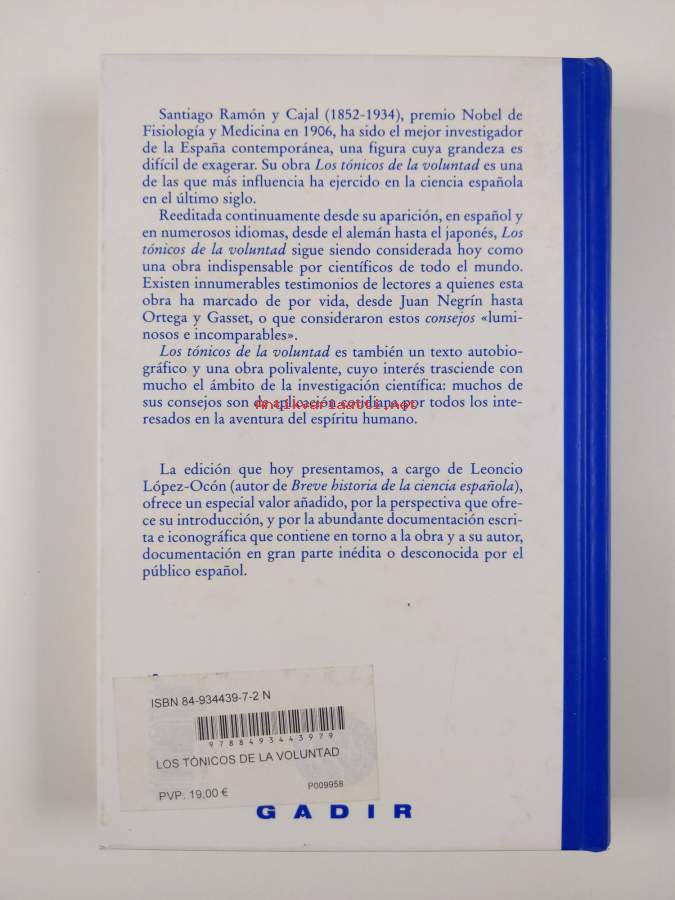 Santiago Ramón y Cajal (1852-1934), premio Nobel de
Fisiología y Medicina en 1906, ha sido el mejor investigador
de la España contemporánea, una figura cuya grandeza es
difícil de exagerar. Su obra Los tónicos de la voluntad es una
de las que más influencia ha ejercido en la ciencia española
en el último siglo.
Reeditada continuamente desde su aparición, en español y
en numerosos idiomas, desde el alemán hasta el japonés, Los
tónicos de la voluntad sigue siendo considerada hoy como
una obra indispensable por científicos de todo el mundo.
Existen innumerables testimonios de lectores a quienes esta
obra ha marcado de por vida, desde Juan Negrín hasta
Ortega y Gasset, o que consideraron estos consejos «lumi-
nosos e incomparables».
Los tónicos de la voluntad es también un texto autobio-
gráfico y una obra polivalente, cuyo interés trasciende con
mucho el ámbito de la investigación científica: muchos de
sus consejos son de aplicación cotidiana por todos los inte-
Antikvariaatti.net
resados en la aventura del espíritu humano.
La edición que hoy presentamos, a cargo de Leoncio
López-Ocón (autor de Breve historia de la ciencia española),
ofrece un especial valor añadido, por la perspectiva que ofre-
ce su introducción, y por la abundante documentación escri-
ta e iconográfica que contiene en torno a la obra y a su autor,
documentación en gran parte inédita o desconocida por el
público español.
ISBN 84-934439-7-2 N
9788493443979
LOS TÓNICOS DE LA VOLUNTAD
PVP: 19,00 € P009958
GADIR